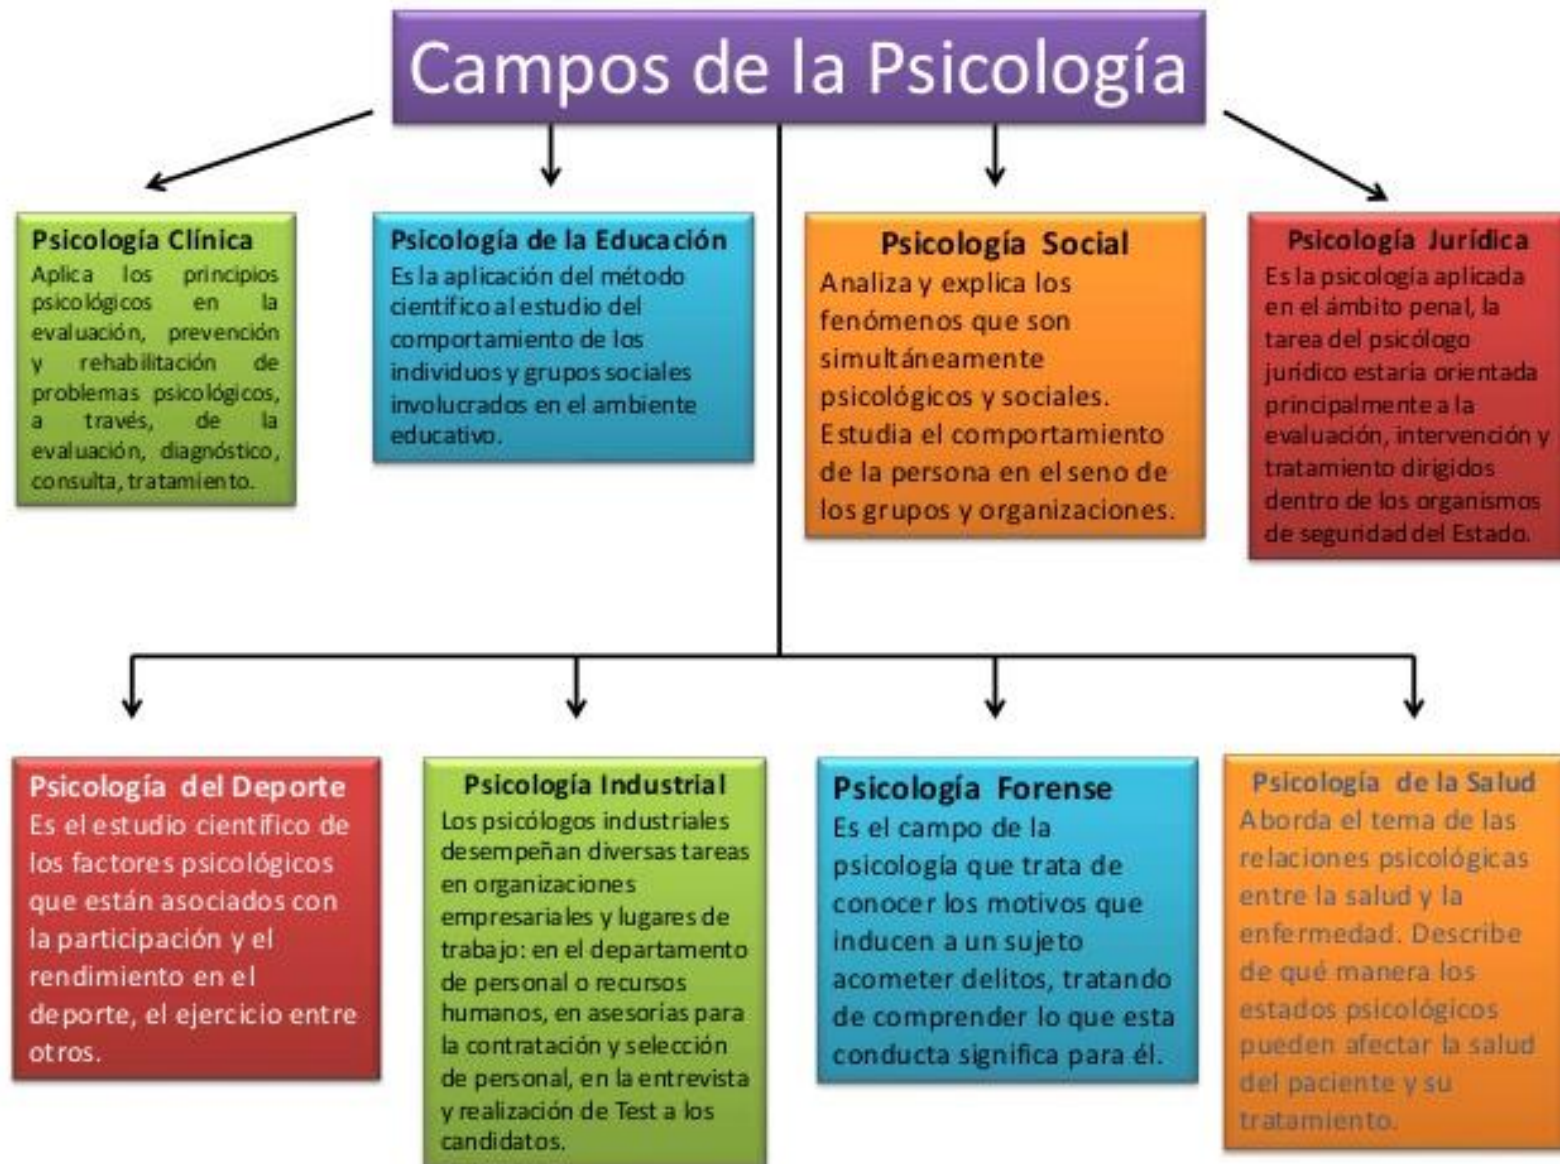 Campos de la Psicología
Psicología Clínica
Aplica los principios
psicológicos en la
evaluación, prevención
y rehabilitación de
problemas psicológicos,
a través, de la
evaluación, diagnóstico,
consulta, tratamiento.
Psicología de la Educación
Es la aplicación del método
científico al estudio del
comportamiento de los
individuos y grupos sociales
involucrados en el ambiente
educativo.
Psicología Social
Analiza y explica los
fenómenos que son
simultáneamente
psicológicos y sociales.
Estudia el comportamiento
de la persona en el seno de
los grupos y organizaciones.
Psicología Jurídica
Es la psicología aplicada
en el ámbito penal, la
tarea del psicólogo
jurídico estaría orientada
principalmente a la
evaluación, intervención y
tratamiento dirigidos
dentro de los organismos
de seguridad del Estado.
Psicología del Deporte
Es el estudio científico de
los factores psicológicos
que están asociados con
la participación y el
rendimiento en el
deporte, el ejercicio entre
otros.
Psicología Industrial
Los psicólogos industriales
desempeñan diversas tareas
en organizaciones
empresariales y lugares de
trabajo: en el departamento
de personal o recursos
humanos, en asesorías para
la contratación y selección
de personal, en la entrevista
y realización de Test a los
candidatos.
Psicología Forense
Es el campo de la
psicología que trata de
conocer los motivos que
inducen a un sujeto
acometer delitos, tratando
de comprender lo que esta
conducta significa para él.
Psicología de la Salud
Aborda el tema de las
relaciones psicológicas
entre la salud y la
enfermedad. Describe
de qué manera los
estados psicológicos
pueden afectar la salud
del paciente y su
tratamiento.